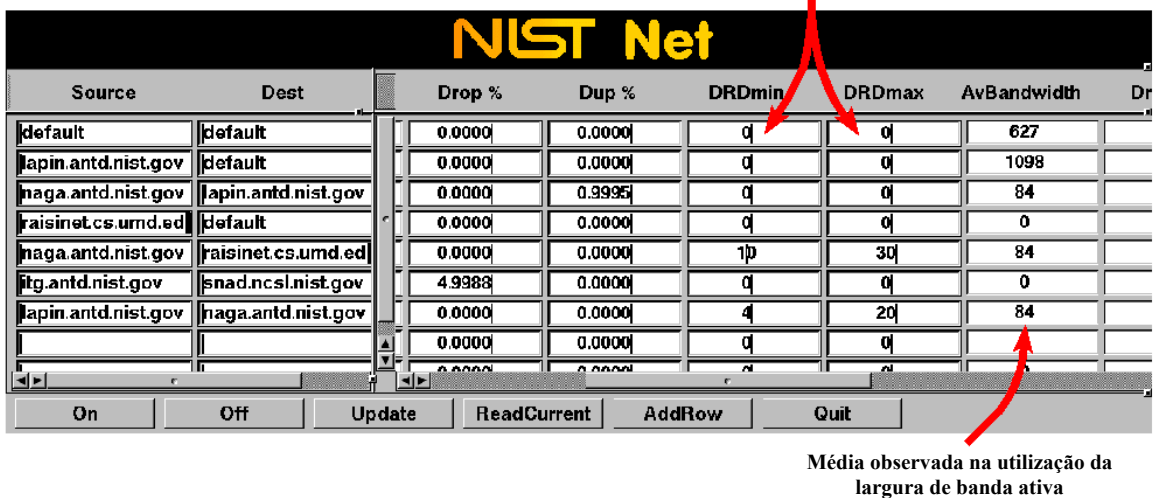 NIST Net
Source Dest Drop % Dup % DRDmin DRDmax AvBandwidth Dr
default default 0.0000 0.0000 0 0 627
lapin.antd.nist.gov default 0.0000 0.0000 0 0 1098
naga.antd.nist.gov lapin.antd.nist.gov 0.0000 0.9995 0 0 84
raisinet.cs.umd.ed default 0.0000 0.0000 0 0 0
naga.antd.nist.gov raisinet.cs.umd.ed 0.0000 0.0000 10 30 84
itg.antd.nist.gov snad.ncsl.nist.gov 4.9988 0.0000 0 0 0
lapin.antd.nist.gov naga.antd.nist.gov 0.0000 0.0000 4 20 84
0.0000 0.0000 0 0
On Off Update ReadCurrent AddRow Quit
Média observada na utilização da
largura de banda ativa